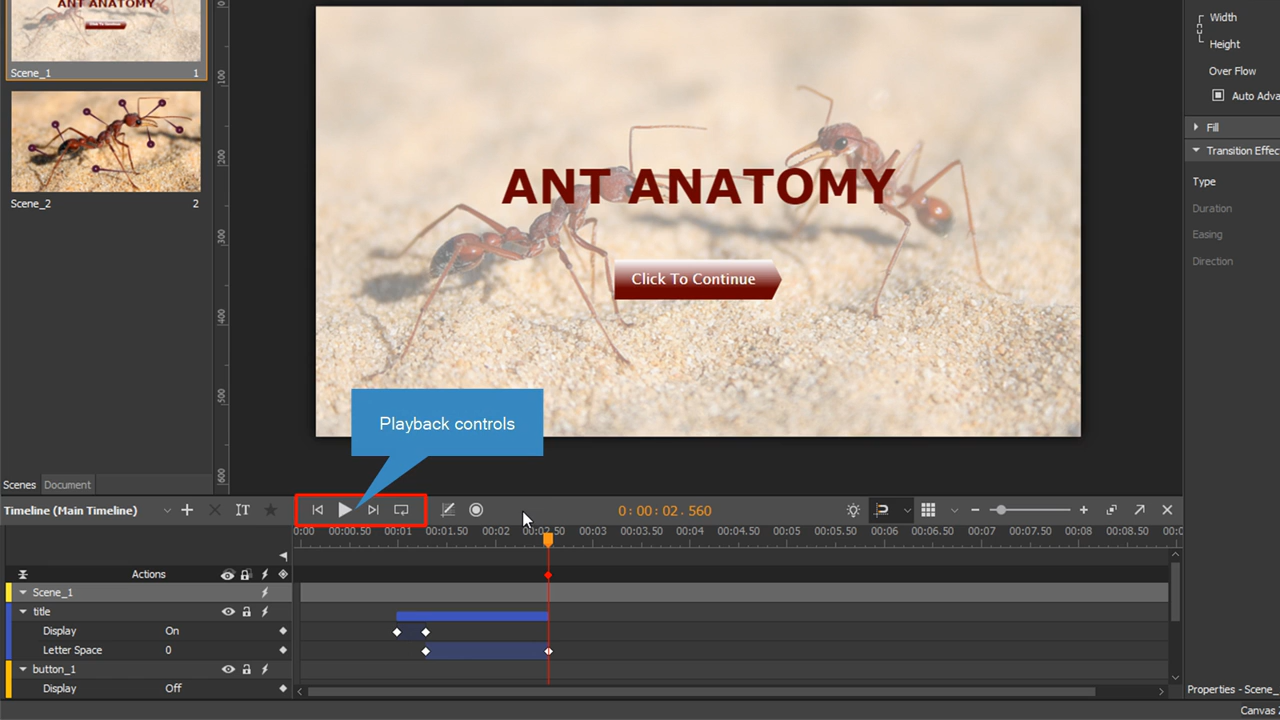 ANT ANATOMY
Scene_1 1
Scene_2 2
Scenes Document
100
200
300
400
500
600
ANT ANATOMY
Click To Continue
Playback controls
Width
Height
Over Flow
Auto Adva
Fill
Transition Effec
Type
Duration
Easing
Direction
Timeline (Main Timeline)
0:00:02.560
0:00 00:00.50 00:01 00:01.50 00:02 00:02.50 00:03 00:03.50 00:04 00:04.50 00:05 00:05.50 00:06 00:06.50 00:07 00:07.50 00:08 00:08.50 00:0
Actions
Scene_1
title
Display On
Letter Space 0
button_1
Display Off
Properties - Scene_
Canvas